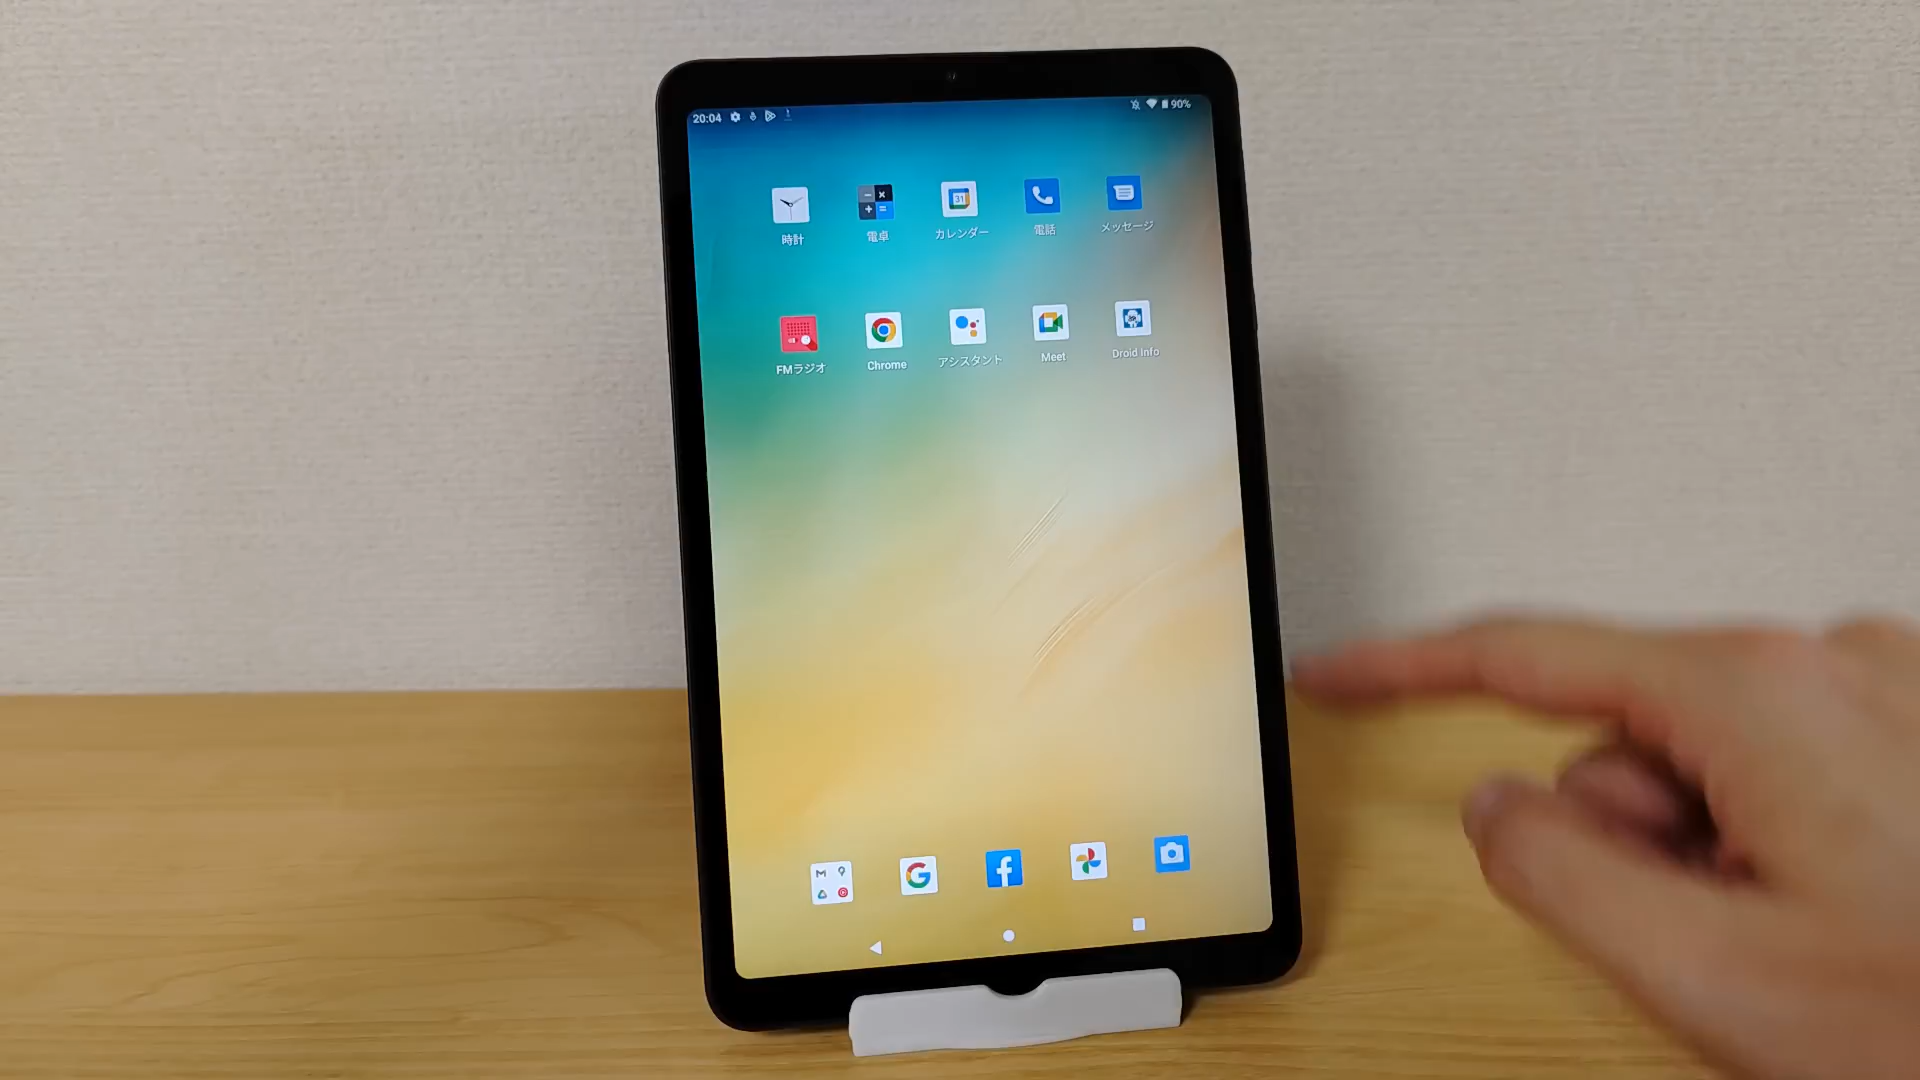 20:04 90%
時計 電卓 カレンダー 電話 メッセージ
31
FMラジオ Chrome アシスタント Meet Droid Info